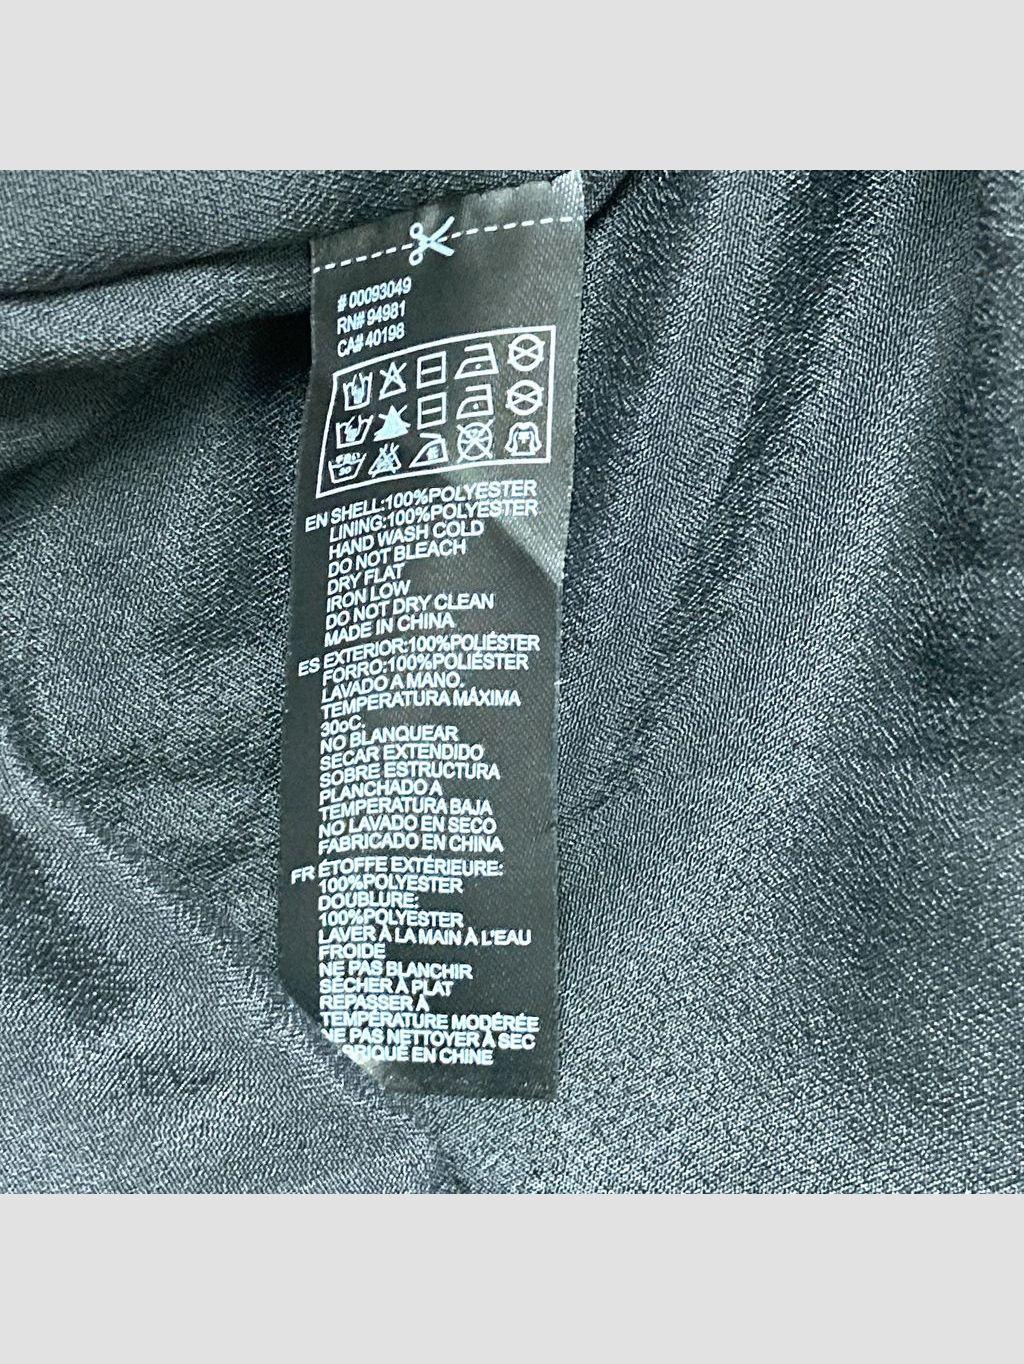 # 00093049
RN# 94981
CA# 40198
EN SHELL:100%POLYESTER
LINING:100%POLYESTER
HAND WASH COLD
DO NOT BLEACH
DRY FLAT
IRON LOW
DO NOT DRY CLEAN
MADE IN CHINA
ES EXTERIOR:100%POLIÉSTER
FORRO:100%POLIÉSTER
LAVADO A MANO.
TEMPERATURA MÁXIMA
30oC.
NO BLANQUEAR
SECAR EXTENDIDO
SOBRE ESTRUCTURA
PLANCHADO A
TEMPERATURA BAJA
NO LAVADO EN SECO
FABRICADO EN CHINA
FR ÉTOFFE EXTÉRIEURE:
100%POLYESTER
DOUBLURE:
100%POLYESTER
LAVER À LA MAIN À L'EAU
FROIDE
NE PAS BLANCHIR
SÉCHER À PLAT
REPASSER À
TEMPÉRATURE MODÉRÉE
NE PAS NETTOYER À SEC
EN CHINE